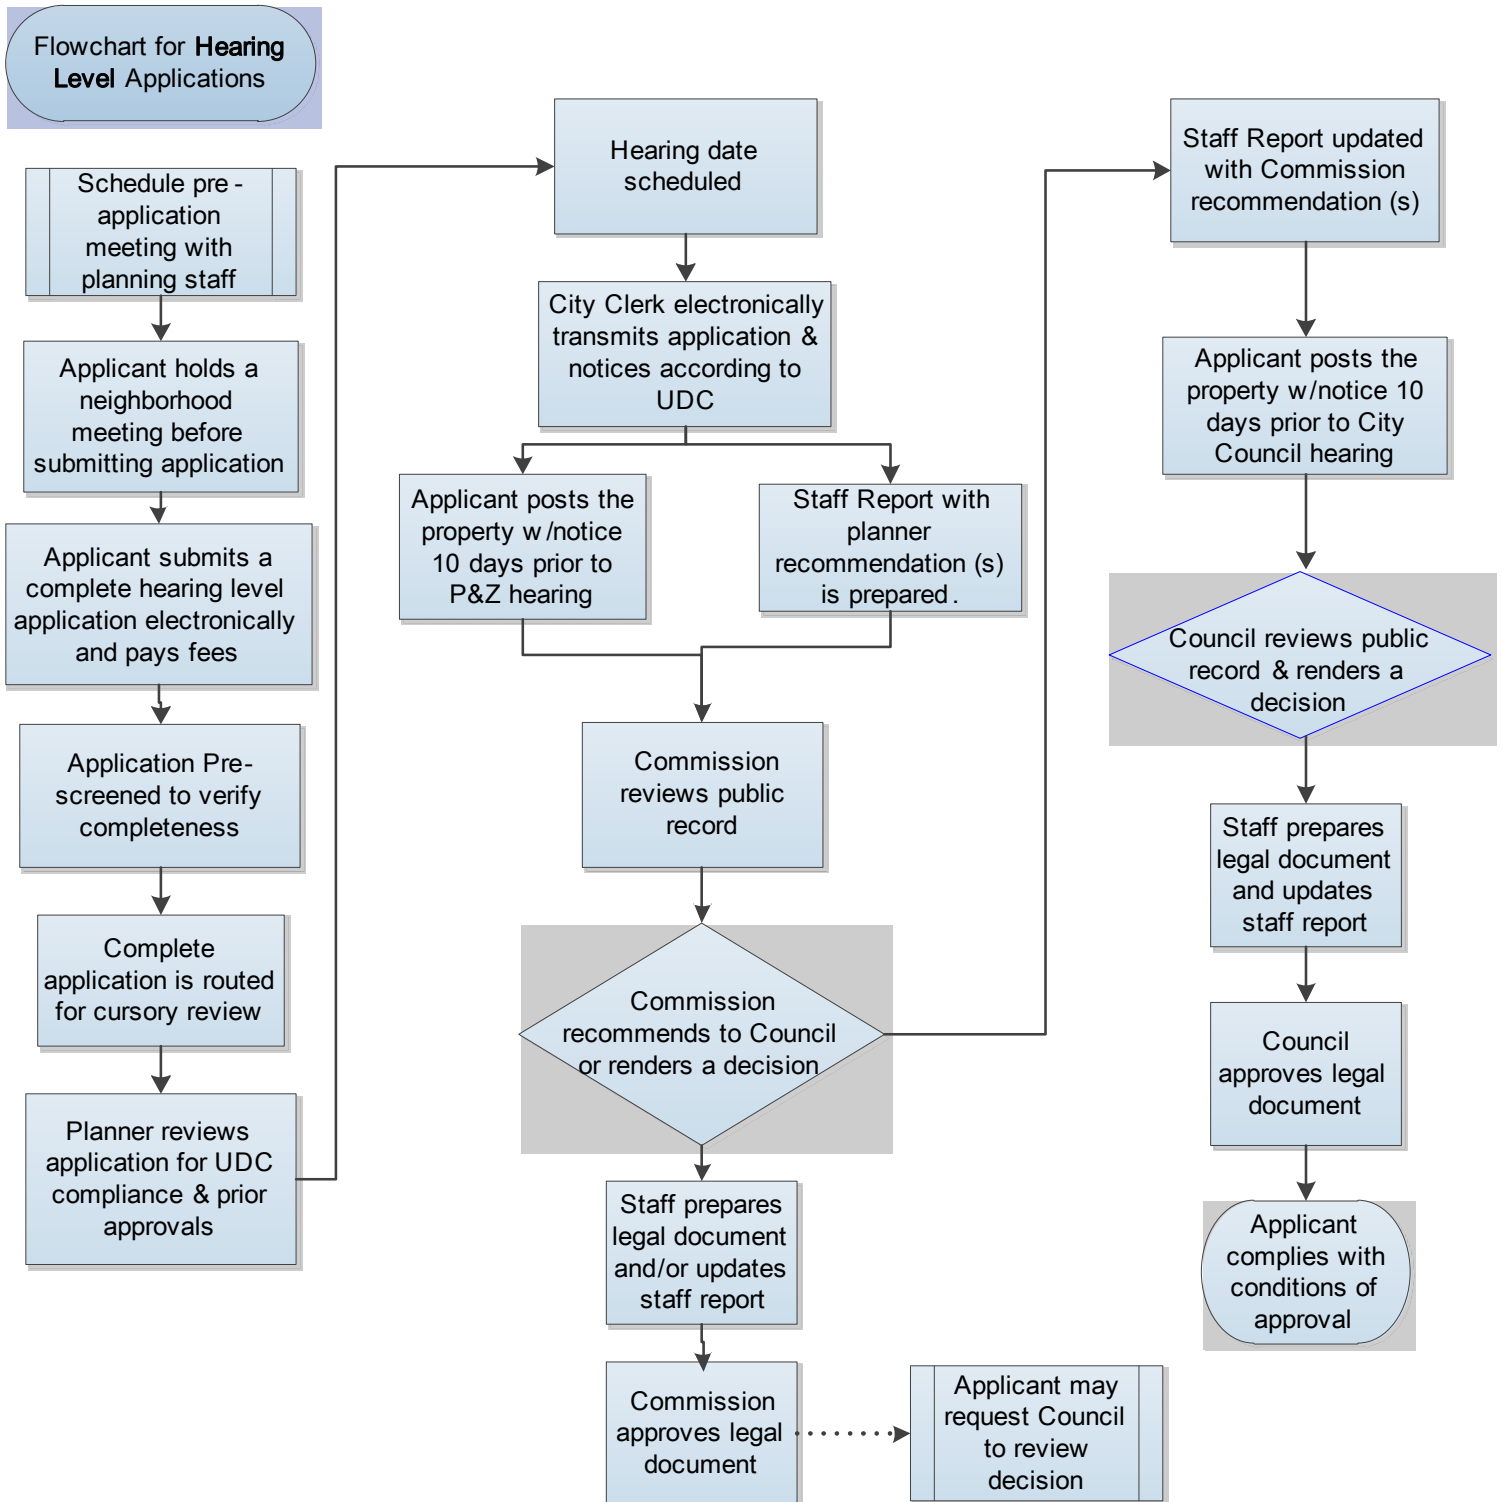 Flowchart for Hearing
Level Applications
Schedule pre-
application
meeting with
planning staff
Applicant holds a
neighborhood
meeting before
submitting application
Applicant submits a
complete hearing level
application electronically
and pays fees
Application Pre-
screened to verify
completeness
Complete
application is routed
for cursory review
Planner reviews
application for UDC
compliance & prior
approvals
Hearing date
scheduled
City Clerk electronically
transmits application &
notices according to
UDC
Applicant posts the
property w/notice
10 days prior to
P&Z hearing
Staff Report with
planner
recommendation (s)
is prepared.
Commission
reviews public
record
Commission
recommends to Council
or renders a decision
Staff prepares
legal document
and/or updates
staff report
Commission
approves legal
document
Applicant may
request Council
to review
decision
Staff Report updated
with Commission
recommendation (s)
Applicant posts the
property w/notice 10
days prior to City
Council hearing
Council reviews public
record & renders a
decision
Staff prepares
legal document
and updates
staff report
Council
approves legal
document
Applicant
complies with
conditions of
approval